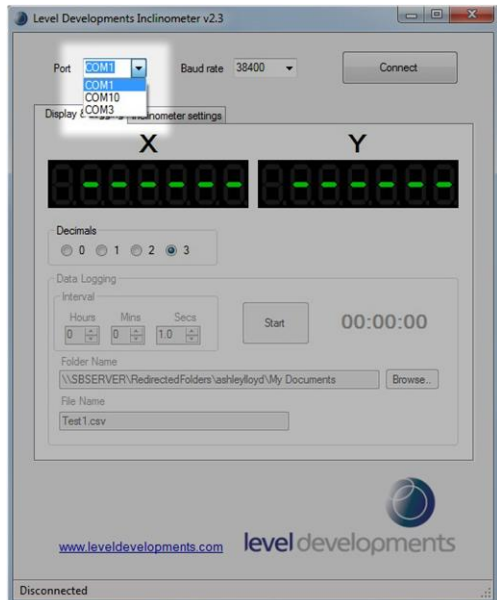 Level Developments Inclinometer v2.3
Port COM1 Baud rate 38400 Connect
COM1
COM10
COM3
Display & Logging Inclinometer settings
X Y
- - - - - - - - - - - -
Decimals
0 1 2 3
Data Logging
Interval
Hours Mins Secs
0 0 1.0 Start 00:00:00
Folder Name
\\SBSERVER\RedirectedFolders\ashleylloyd\My Documents Browse..
File Name
Test1.csv
www.leveldevelopments.com level developments
Disconnected